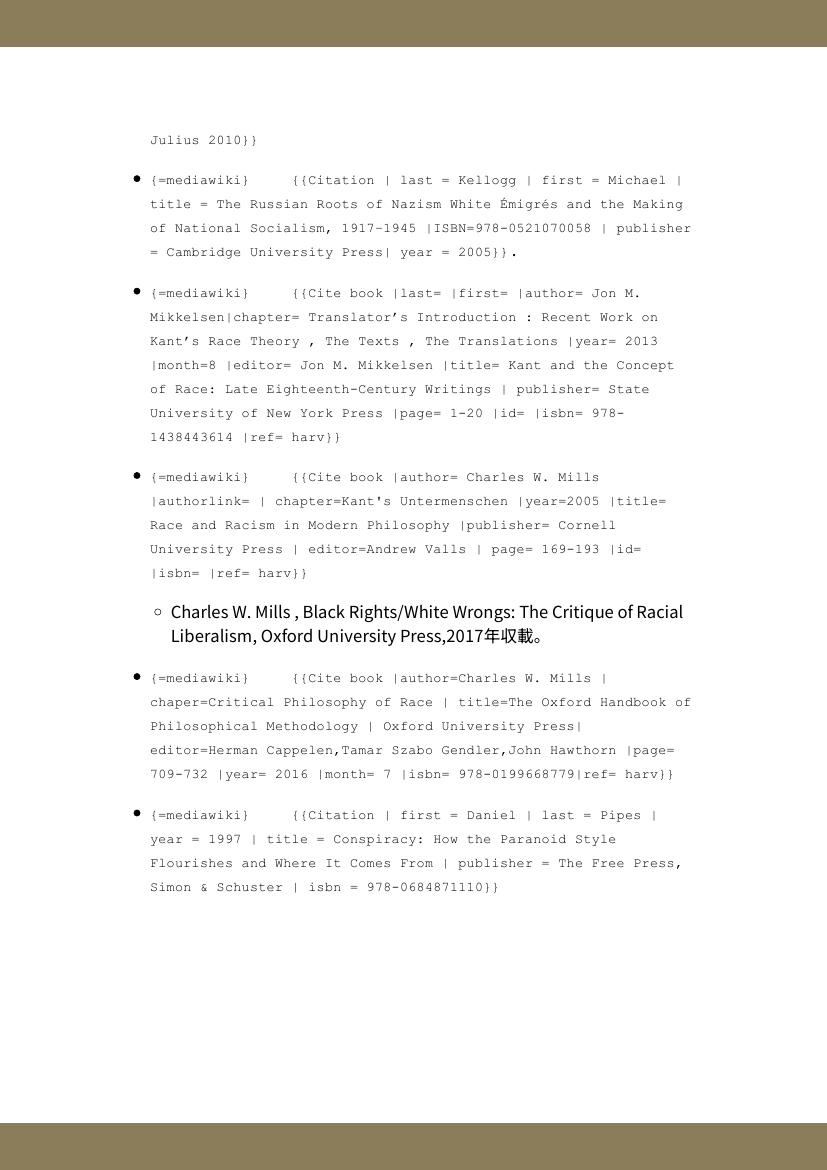 Julius 2010}}
• {=mediawiki} {{Citation | last = Kellogg | first = Michael |
title = The Russian Roots of Nazism White Émigrés and the Making
of National Socialism, 1917–1945 |ISBN=978-0521070058 | publisher
= Cambridge University Press| year = 2005}}.
• {=mediawiki} {{Cite book |last= |first= |author= Jon M.
Mikkelsen|chapter= Translator’s Introduction : Recent Work on
Kant’s Race Theory , The Texts , The Translations |year= 2013
|month=8 |editor= Jon M. Mikkelsen |title= Kant and the Concept
of Race: Late Eighteenth-Century Writings | publisher= State
University of New York Press |page= 1-20 |id= |isbn= 978-
1438443614 |ref= harv}}
• {=mediawiki} {{Cite book |author= Charles W. Mills
|authorlink= | chapter=Kant's Untermenschen |year=2005 |title=
Race and Racism in Modern Philosophy |publisher= Cornell
University Press | editor=Andrew Valls | page= 169-193 |id=
|isbn= |ref= harv}}
◦ Charles W. Mills , Black Rights/White Wrongs: The Critique of Racial
Liberalism, Oxford University Press,2017年収載。
• {=mediawiki} {{Cite book |author=Charles W. Mills |
chaper=Critical Philosophy of Race | title=The Oxford Handbook of
Philosophical Methodology | Oxford University Press|
editor=Herman Cappelen,Tamar Szabo Gendler,John Hawthorn |page=
709-732 |year= 2016 |month= 7 |isbn= 978-0199668779|ref= harv}}
• {=mediawiki} {{Citation | first = Daniel | last = Pipes |
year = 1997 | title = Conspiracy: How the Paranoid Style
Flourishes and Where It Comes From | publisher = The Free Press,
Simon & Schuster | isbn = 978-0684871110}}